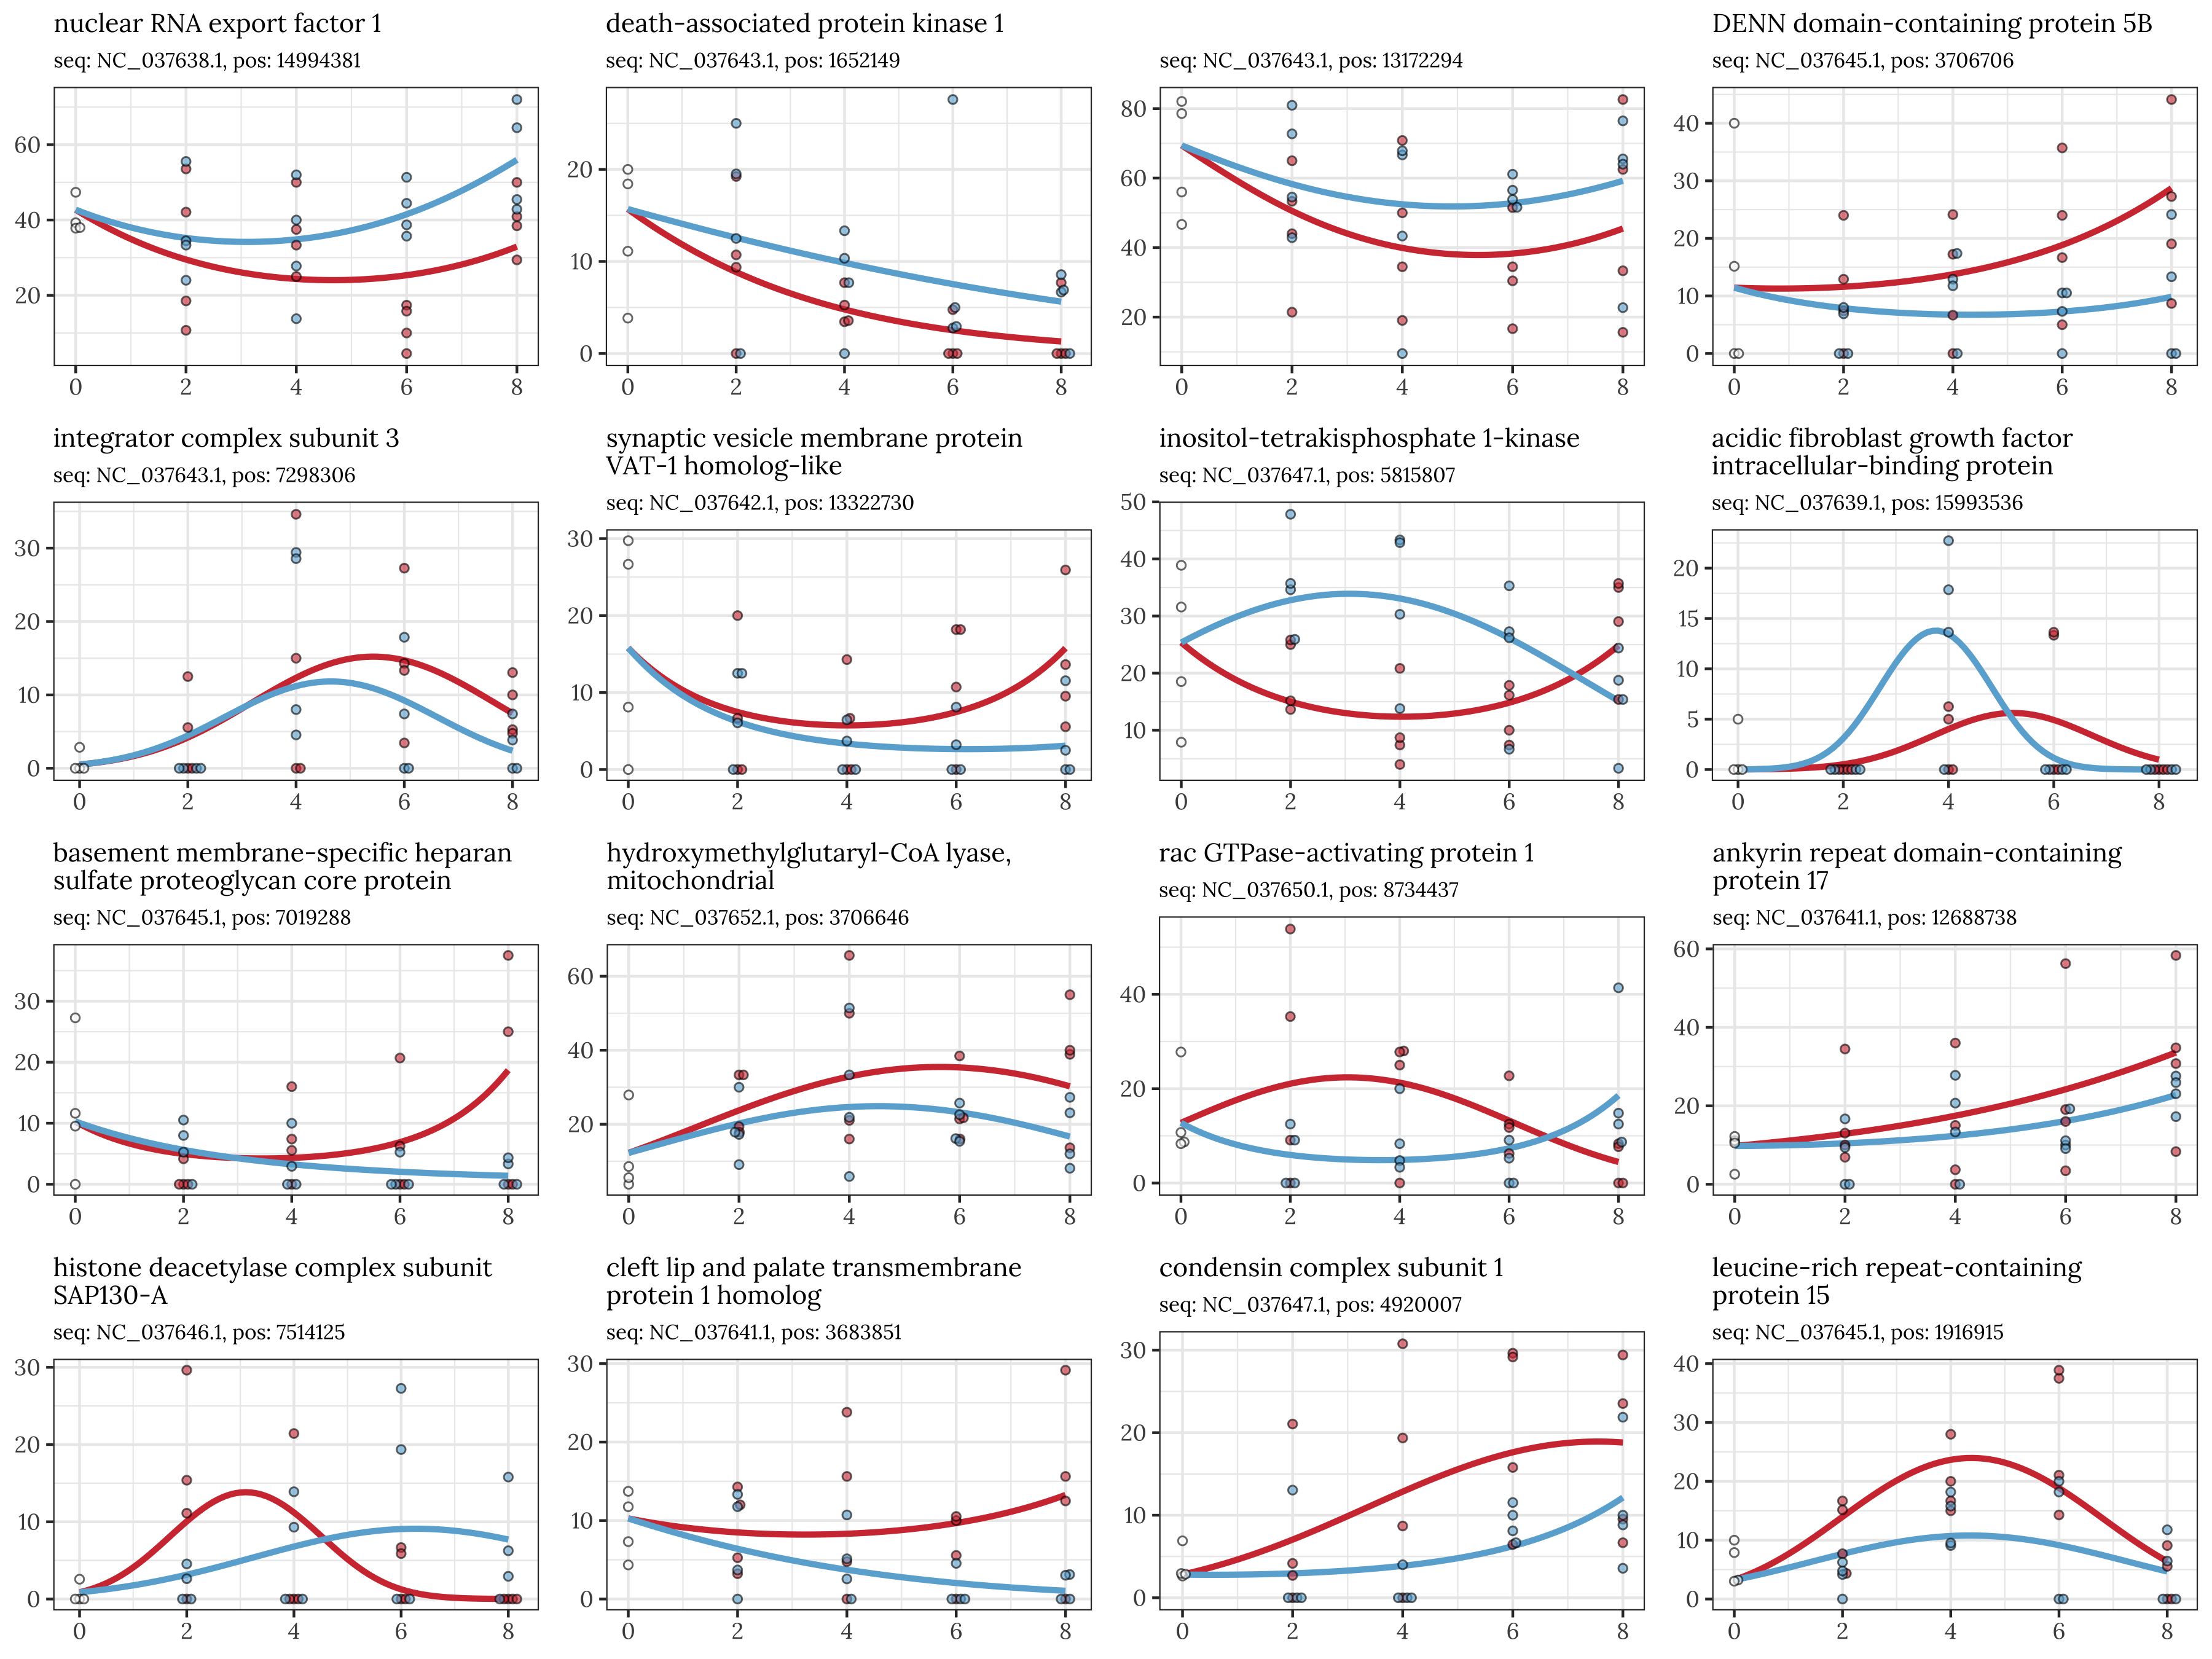 nuclear RNA export factor 1
seq: NC_037638.1, pos: 14994381
60
40
20
0 2 4 6 8
death-associated protein kinase 1
seq: NC_037643.1, pos: 1652149
20
10
0
0 2 4 6 8
seq: NC_037643.1, pos: 13172294
80
60
40
20
0 2 4 6 8
DENN domain-containing protein 5B
seq: NC_037645.1, pos: 3706706
40
30
20
10
0
0 2 4 6 8
integrator complex subunit 3
seq: NC_037643.1, pos: 7298306
30
20
10
0
0 2 4 6 8
synaptic vesicle membrane protein
VAT-1 homolog-like
seq: NC_037642.1, pos: 13322730
30
20
10
0
0 2 4 6 8
inositol-tetrakisphosphate 1-kinase
seq: NC_037647.1, pos: 5815807
50
40
30
20
10
0 2 4 6 8
acidic fibroblast growth factor
intracellular-binding protein
seq: NC_037639.1, pos: 15993536
20
15
10
5
0
0 2 4 6 8
basement membrane-specific heparan
sulfate proteoglycan core protein
seq: NC_037645.1, pos: 7019288
30
20
10
0
0 2 4 6 8
hydroxymethylglutaryl-CoA lyase,
mitochondrial
seq: NC_037652.1, pos: 3706646
60
40
20
0 2 4 6 8
rac GTPase-activating protein 1
seq: NC_037650.1, pos: 8734437
40
20
0
0 2 4 6 8
ankyrin repeat domain-containing
protein 17
seq: NC_037641.1, pos: 12688738
60
40
20
0
0 2 4 6 8
histone deacetylase complex subunit
SAP130-A
seq: NC_037646.1, pos: 7514125
30
20
10
0
0 2 4 6 8
cleft lip and palate transmembrane
protein 1 homolog
seq: NC_037641.1, pos: 3683851
30
20
10
0
0 2 4 6 8
condensin complex subunit 1
seq: NC_037647.1, pos: 4920007
30
20
10
0
0 2 4 6 8
leucine-rich repeat-containing
protein 15
seq: NC_037645.1, pos: 1916915
40
30
20
10
0
0 2 4 6 8